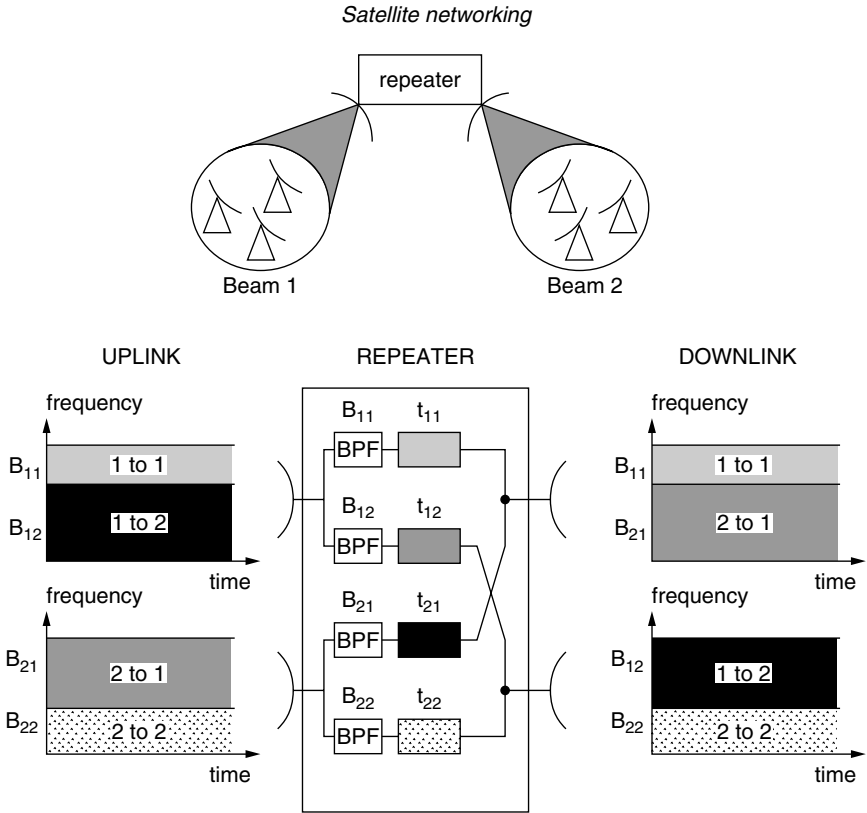 Satellite networking
repeater
Beam 1
Beam 2
UPLINK
REPEATER
DOWNLINK
frequency
B₁₁
1 to 1
B₁₂
1 to 2
time
frequency
B₂₁
2 to 1
B₂₂
2 to 2
time
B₁₁
t₁₁
BPF
B₁₂
t₁₂
BPF
B₂₁
t₂₁
BPF
B₂₂
t₂₂
BPF
frequency
B₁₁
1 to 1
B₂₁
2 to 1
time
frequency
B₁₂
1 to 2
B₂₂
2 to 2
time